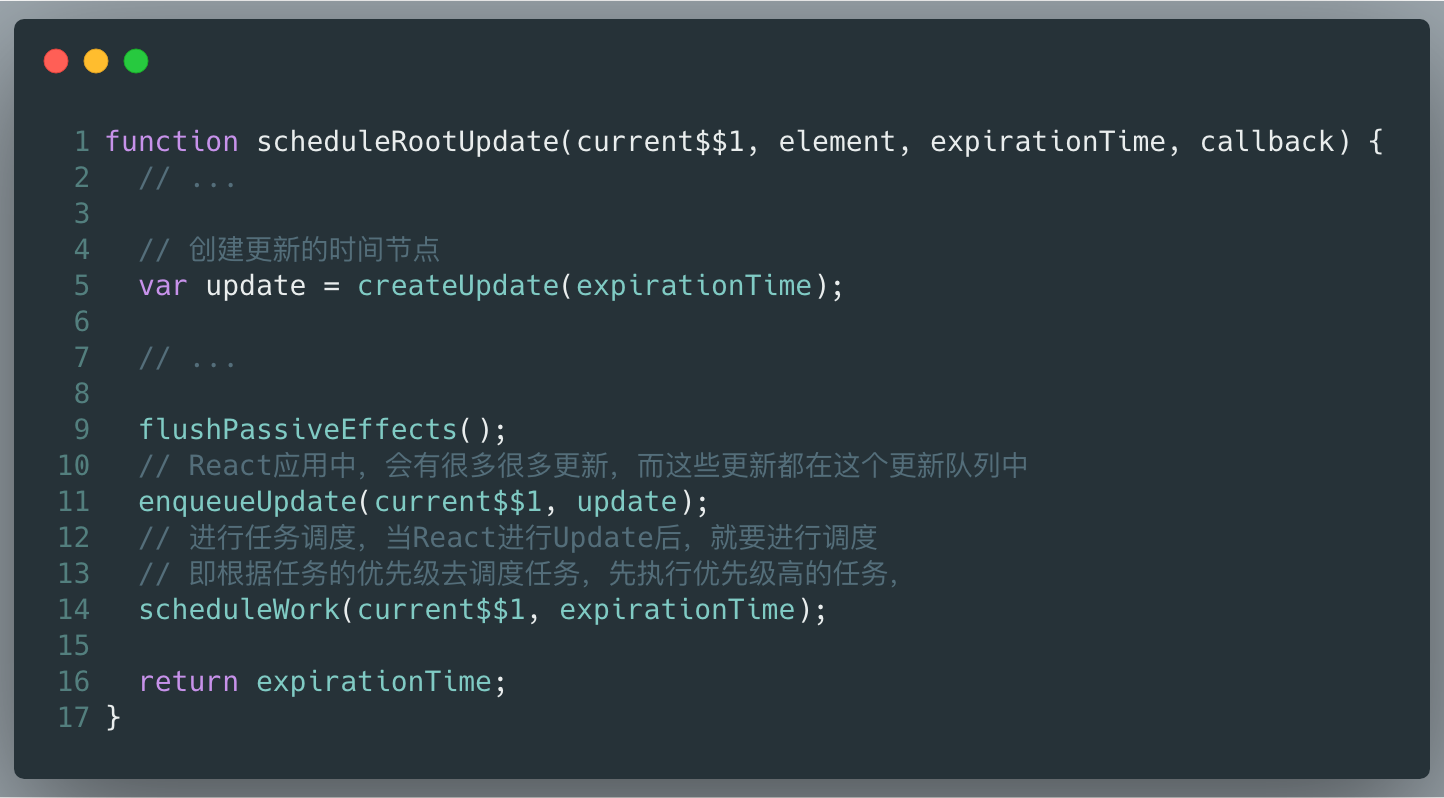 1 function scheduleRootUpdate(current$$1, element, expirationTime, callback) {
2   // ...
3
4   // 创建更新的时间节点
5   var update = createUpdate(expirationTime);
6
7   // ...
8
9   flushPassiveEffects();
10   // React应用中，会有很多很多更新，而这些更新都在这个更新队列中
11   enqueueUpdate(current$$1, update);
12   // 进行任务调度，当React进行Update后，就要进行调度
13   // 即根据任务的优先级去调度任务，先执行优先级高的任务，
14   scheduleWork(current$$1, expirationTime);
15
16   return expirationTime;
17 }